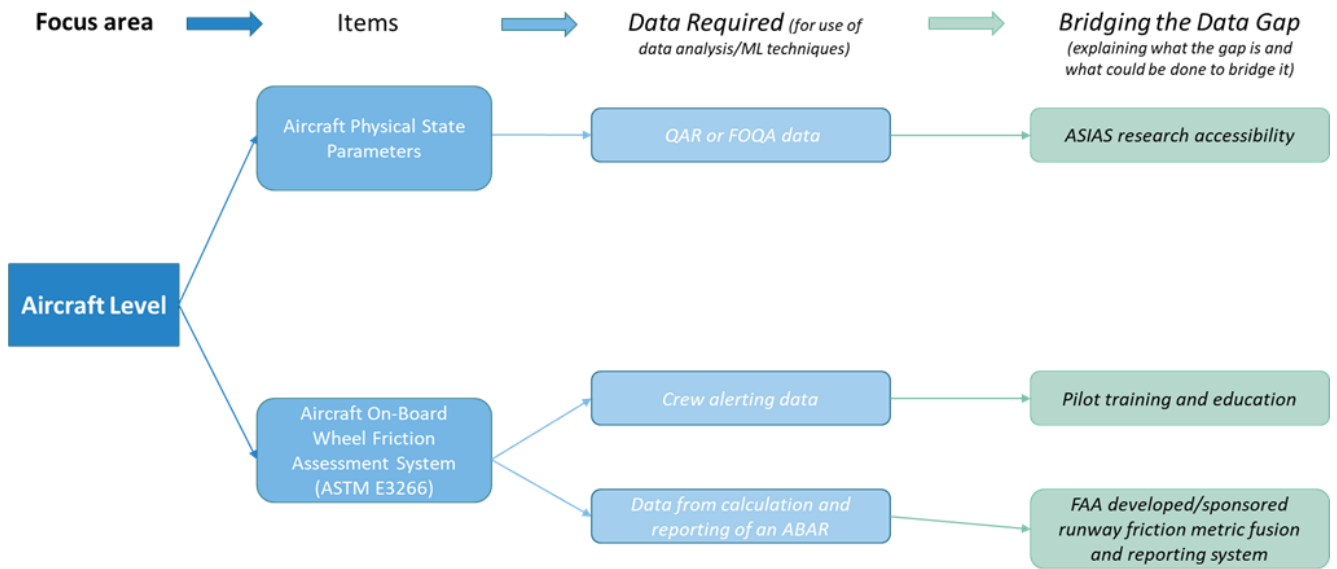 Focus area
Items
Data Required (for use of
data analysis/ML techniques)
Bridging the Data Gap
(explaining what the gap is and
what could be done to bridge it)
Aircraft Physical State
Parameters
QAR or FOQA data
ASIAS research accessibility
Aircraft Level
Aircraft On-Board
Wheel Friction
Assessment System
(ASTM E3266)
Crew alerting data
Pilot training and education
Data from calculation and
reporting of an ABAR
FAA developed/sponsored
runway friction metric fusion
and reporting system